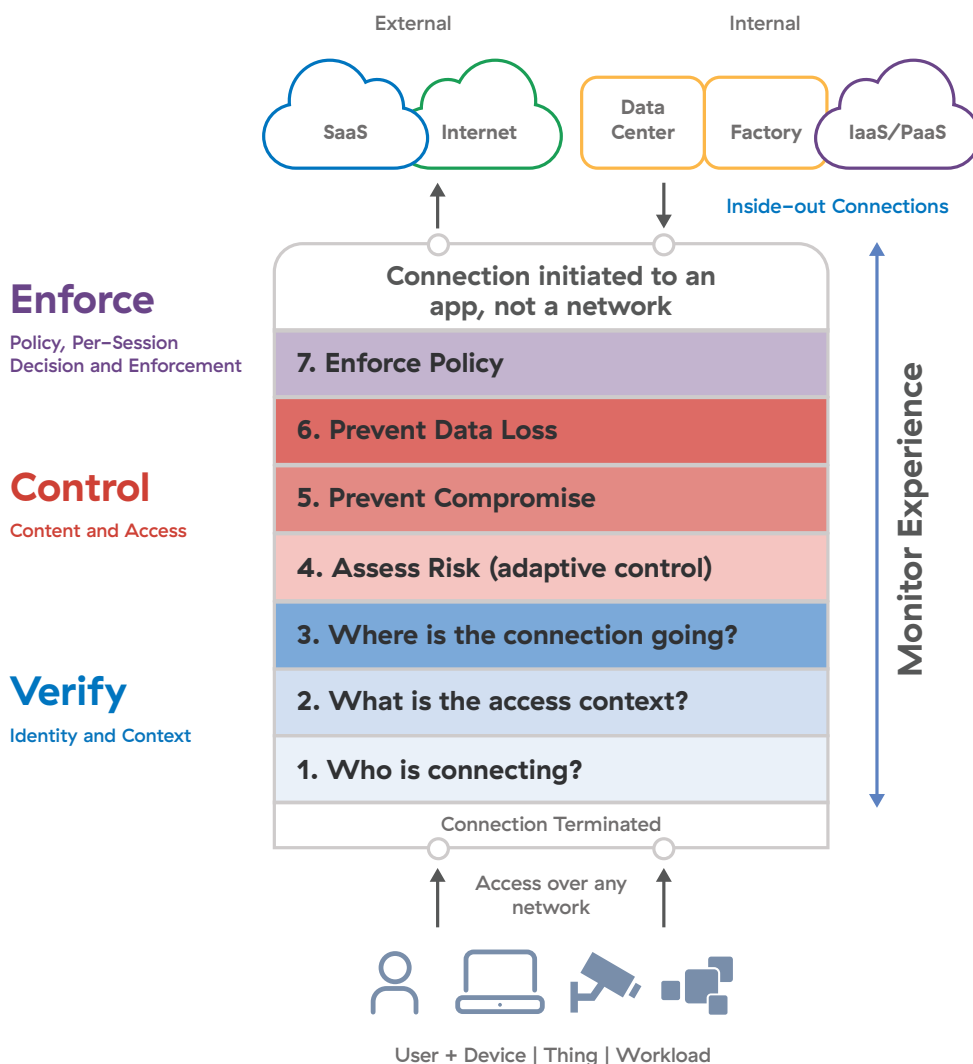 External
Internal
SaaS
Internet
Data
Center
Factory
IaaS/PaaS
Inside-out Connections
Connection initiated to an
app, not a network
Enforce
Policy, Per-Session
Decision and Enforcement
7. Enforce Policy
6. Prevent Data Loss
Control
Content and Access
5. Prevent Compromise
4. Assess Risk (adaptive control)
3. Where is the connection going?
Verify
Identity and Context
2. What is the access context?
1. Who is connecting?
Monitor Experience
Connection Terminated
Access over any
network
User + Device | Thing | Workload